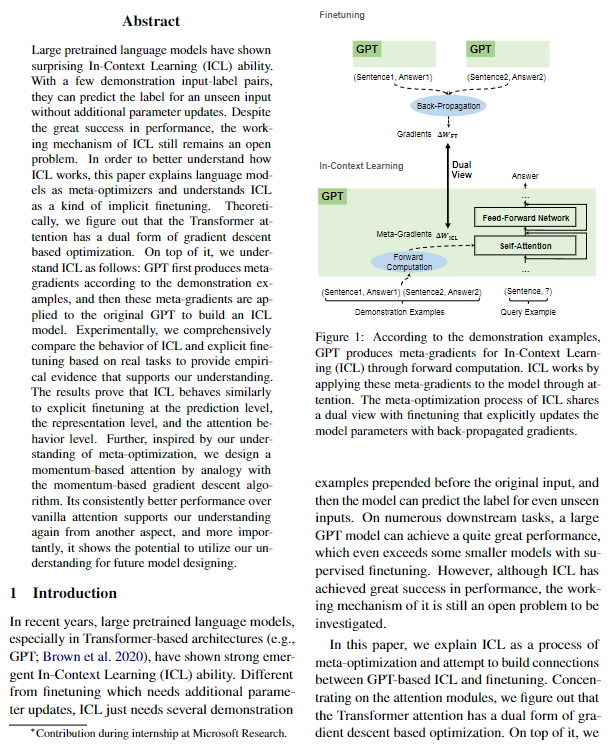 Abstract
Large pretrained language models have shown
surprising In-Context Learning (ICL) ability.
With a few demonstration input-label pairs,
they can predict the label for an unseen input
without additional parameter updates. Despite
the great success in performance, the work-
ing mechanism of ICL still remains an open
problem. In order to better understand how
ICL works, this paper explains language mod-
els as meta-optimizers and understands ICL
as a kind of implicit finetuning. Theoreti-
cally, we figure out that the Transformer at-
tention has a dual form of gradient descent
based optimization. On top of it, we under-
stand ICL as follows: GPT first produces meta-
gradients according to the demonstration ex-
amples, and then these meta-gradients are ap-
plied to the original GPT to build an ICL
model. Experimentally, we comprehensively
compare the behavior of ICL and explicit fine-
tuning based on real tasks to provide empiri-
cal evidence that supports our understanding.
The results prove that ICL behaves similarly
to explicit finetuning at the prediction level,
the representation level, and the attention be-
havior level. Further, inspired by our under-
standing of meta-optimization, we design a
momentum-based attention by analogy with
the momentum-based gradient descent algo-
rithm. Its consistently better performance over
vanilla attention supports our understanding
again from another aspect, and more impor-
tantly, it shows the potential to utilize our un-
derstanding for future model designing.
1 Introduction
In recent years, large pretrained language models,
especially in Transformer-based architectures (e.g.,
GPT; Brown et al. 2020), have shown strong emer-
gent In-Context Learning (ICL) ability. Different
from finetuning which needs additional parame-
ter updates, ICL just needs several demonstration
*Contribution during internship at Microsoft Research.
Finetuning
GPT
GPT
(Sentence1, Answer1)
(Sentence2, Answer2)
Back-Propagation
Gradients ΔW_FT
In-Context Learning
Dual
View
Answer
...
GPT
Feed-Forward Network
Meta-Gradients ΔW_ICL
Self-Attention
Forward
Computation
...
(Sentence1, Answer1) (Sentence2, Answer2)
(Sentence, ?)
Demonstration Examples
Query Example
Figure 1: According to the demonstration examples,
GPT produces meta-gradients for In-Context Learn-
ing (ICL) through forward computation. ICL works by
applying these meta-gradients to the model through at-
tention. The meta-optimization process of ICL shares
a dual view with finetuning that explicitly updates the
model parameters with back-propagated gradients.
examples prepended before the original input, and
then the model can predict the label for even unseen
inputs. On numerous downstream tasks, a large
GPT model can achieve a quite great performance,
which even exceeds some smaller models with su-
pervised finetuning. However, although ICL has
achieved great success in performance, the work-
ing mechanism of it is still an open problem to be
investigated.
In this paper, we explain ICL as a process of
meta-optimization and attempt to build connections
between GPT-based ICL and finetuning. Concen-
trating on the attention modules, we figure out that
the Transformer attention has a dual form of gra-
dient descent based optimization. On top of it, we